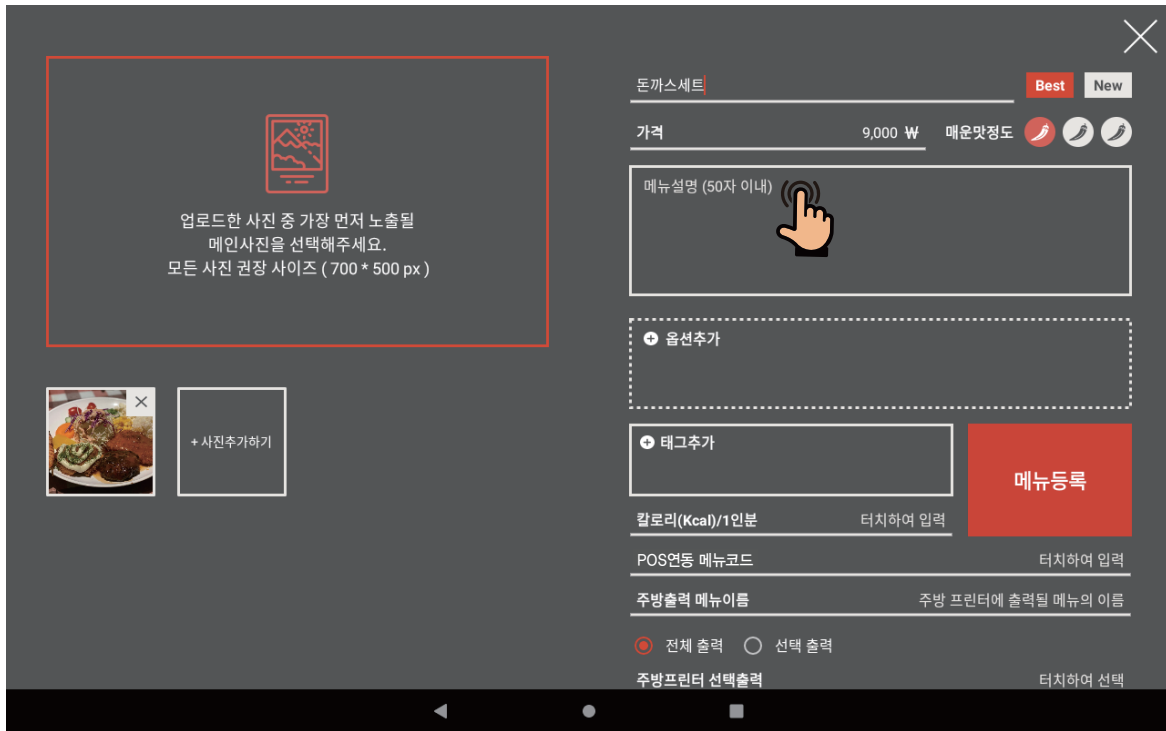 업로드한 사진 중 가장 먼저 노출될
메인사진을 선택해주세요.
모든 사진 권장 사이즈 ( 700 * 500 px )
+ 사진추가하기
돈까스세트
Best New
가격 9,000 ₩ 매운맛정도
메뉴설명 (50자 이내)
옵션추가
태그추가
메뉴등록
칼로리(Kcal)/1인분 터치하여 입력
POS연동 메뉴코드 터치하여 입력
주방출력 메뉴이름 주방 프린터에 출력될 메뉴의 이름
전체 출력 선택 출력
주방프린터 선택출력 터치하여 선택